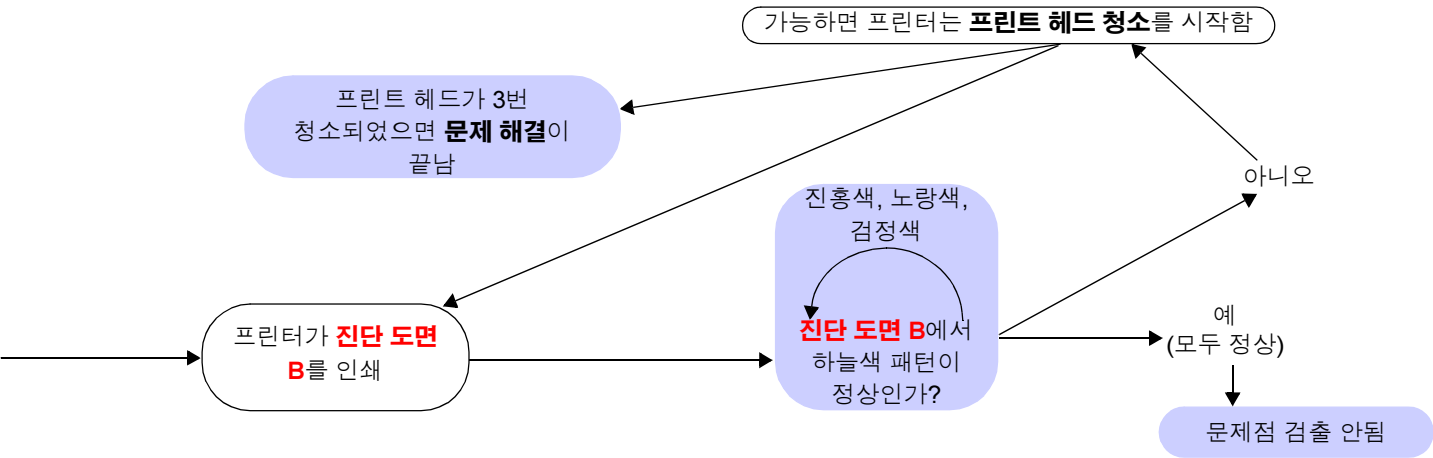 가능하면 프린터는 프린트 헤드 청소를 시작함
프린트 헤드가 3번
청소되었으면 문제 해결이
끝남
아니오
진홍색, 노랑색,
검정색
진단 도면 B에서
하늘색 패턴이
정상인가?
프린터가 진단 도면
B를 인쇄
예
(모두 정상)
문제점 검출 안됨